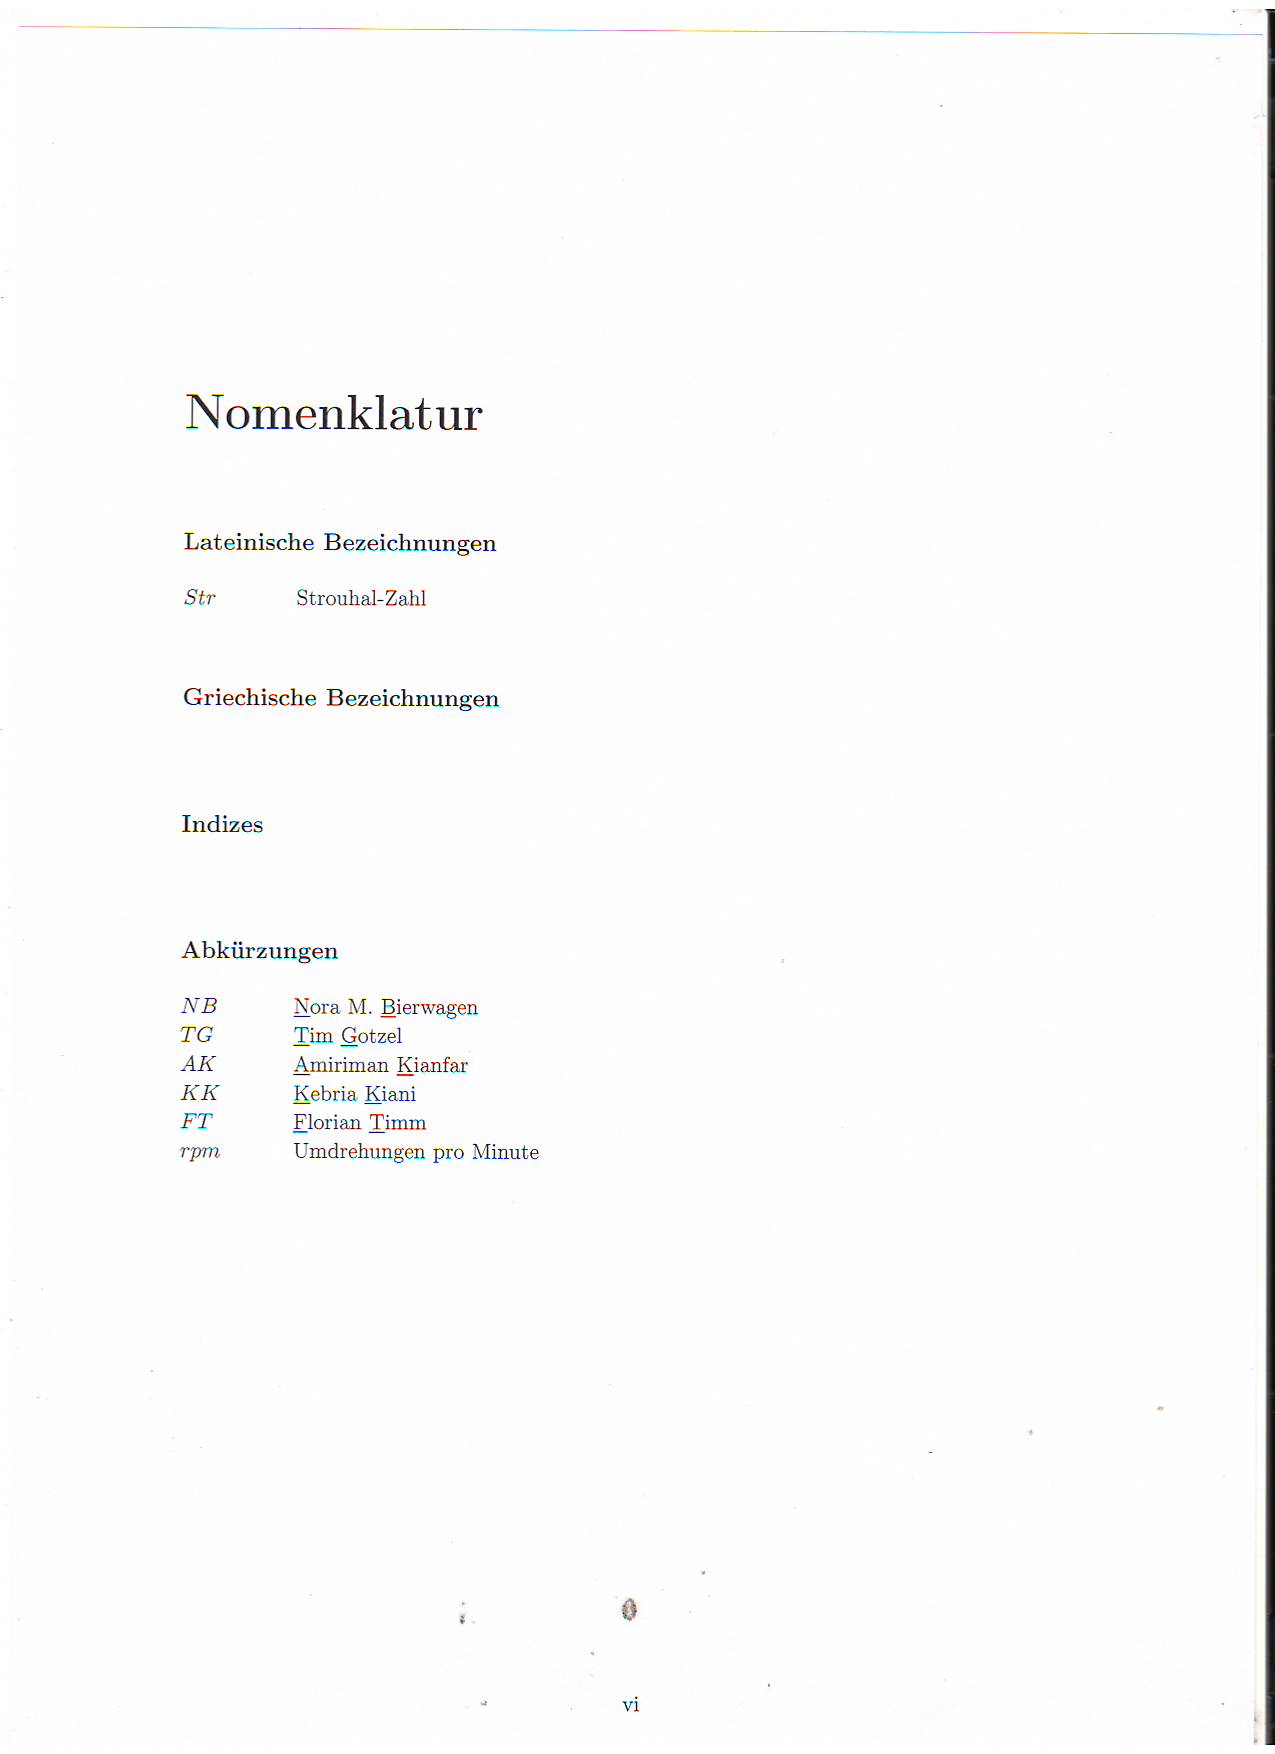 Nomenklatur
Lateinische Bezeichnungen
Str Strouhal-Zahl
Griechische Bezeichnungen
Indizes
Abkürzungen
NB Nora M. Bierwagen
TG Tim Gotzel
AK Amiriman Kianfar
KK Kebria Kiani
FT Florian Timm
rpm Umdrehungen pro Minute
vi